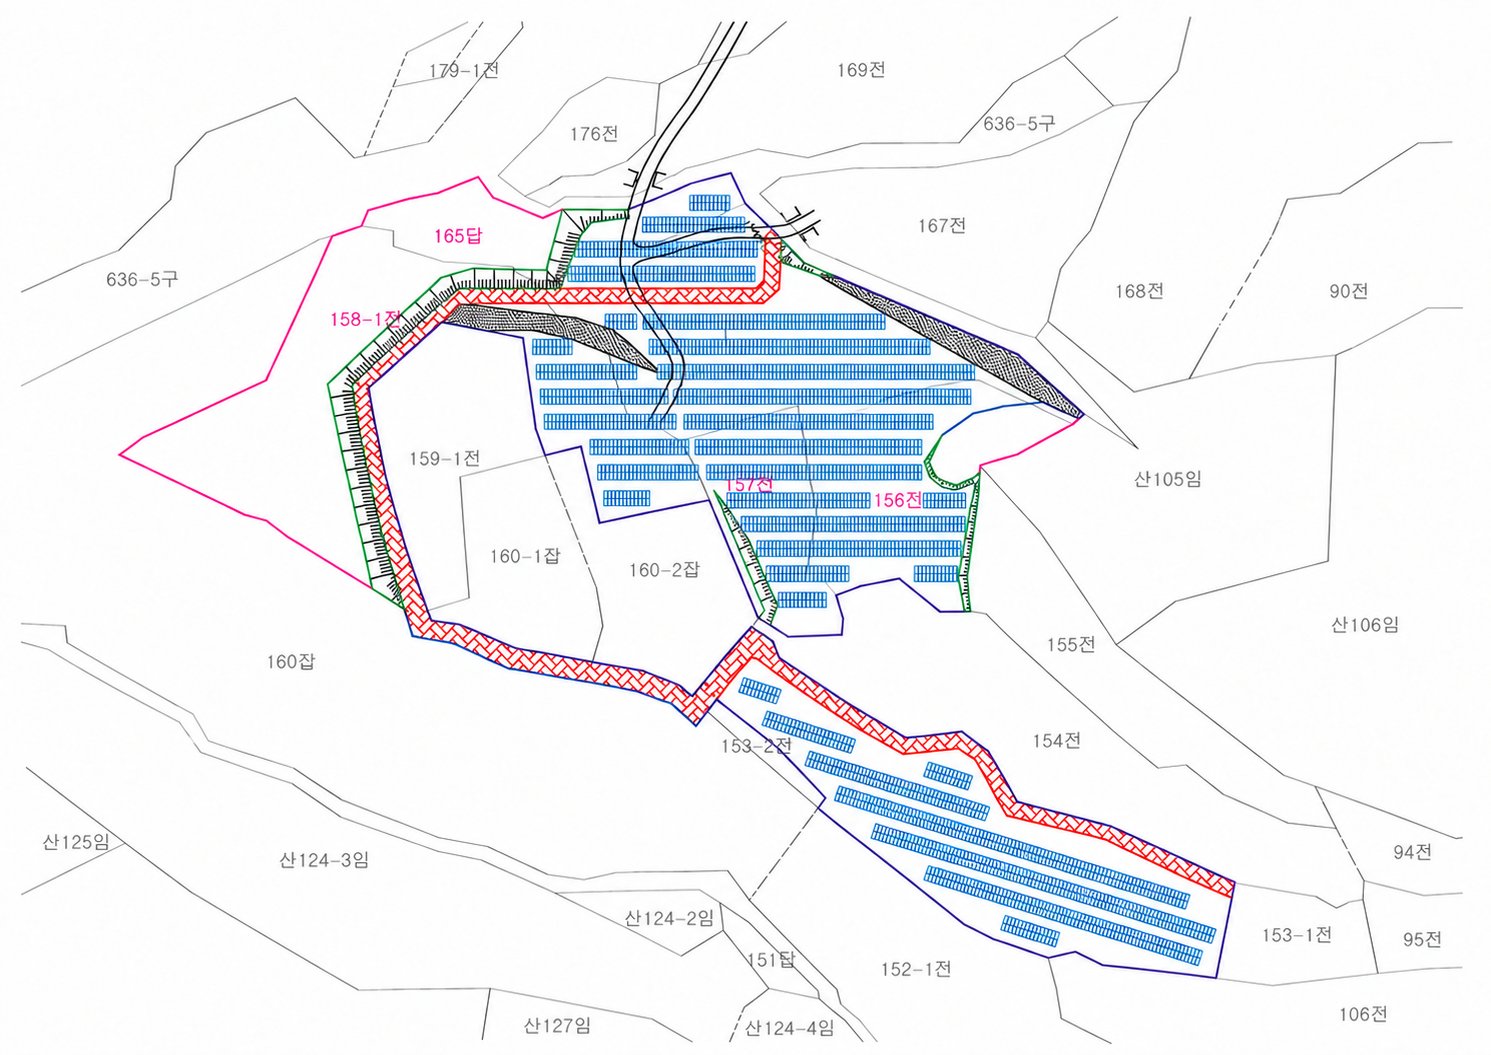 179-1전
169전
176전
636-5구
167전
165답
636-5구
168전
90전
158-1전
159-1전
산105임
157전
156전
160-1잡
160-2잡
산106임
155전
160잡
154전
153-2전
산125임
94전
산124-3임
산124-2임
153-1전
95전
151답
152-1전
106전
산127임
산124-4임